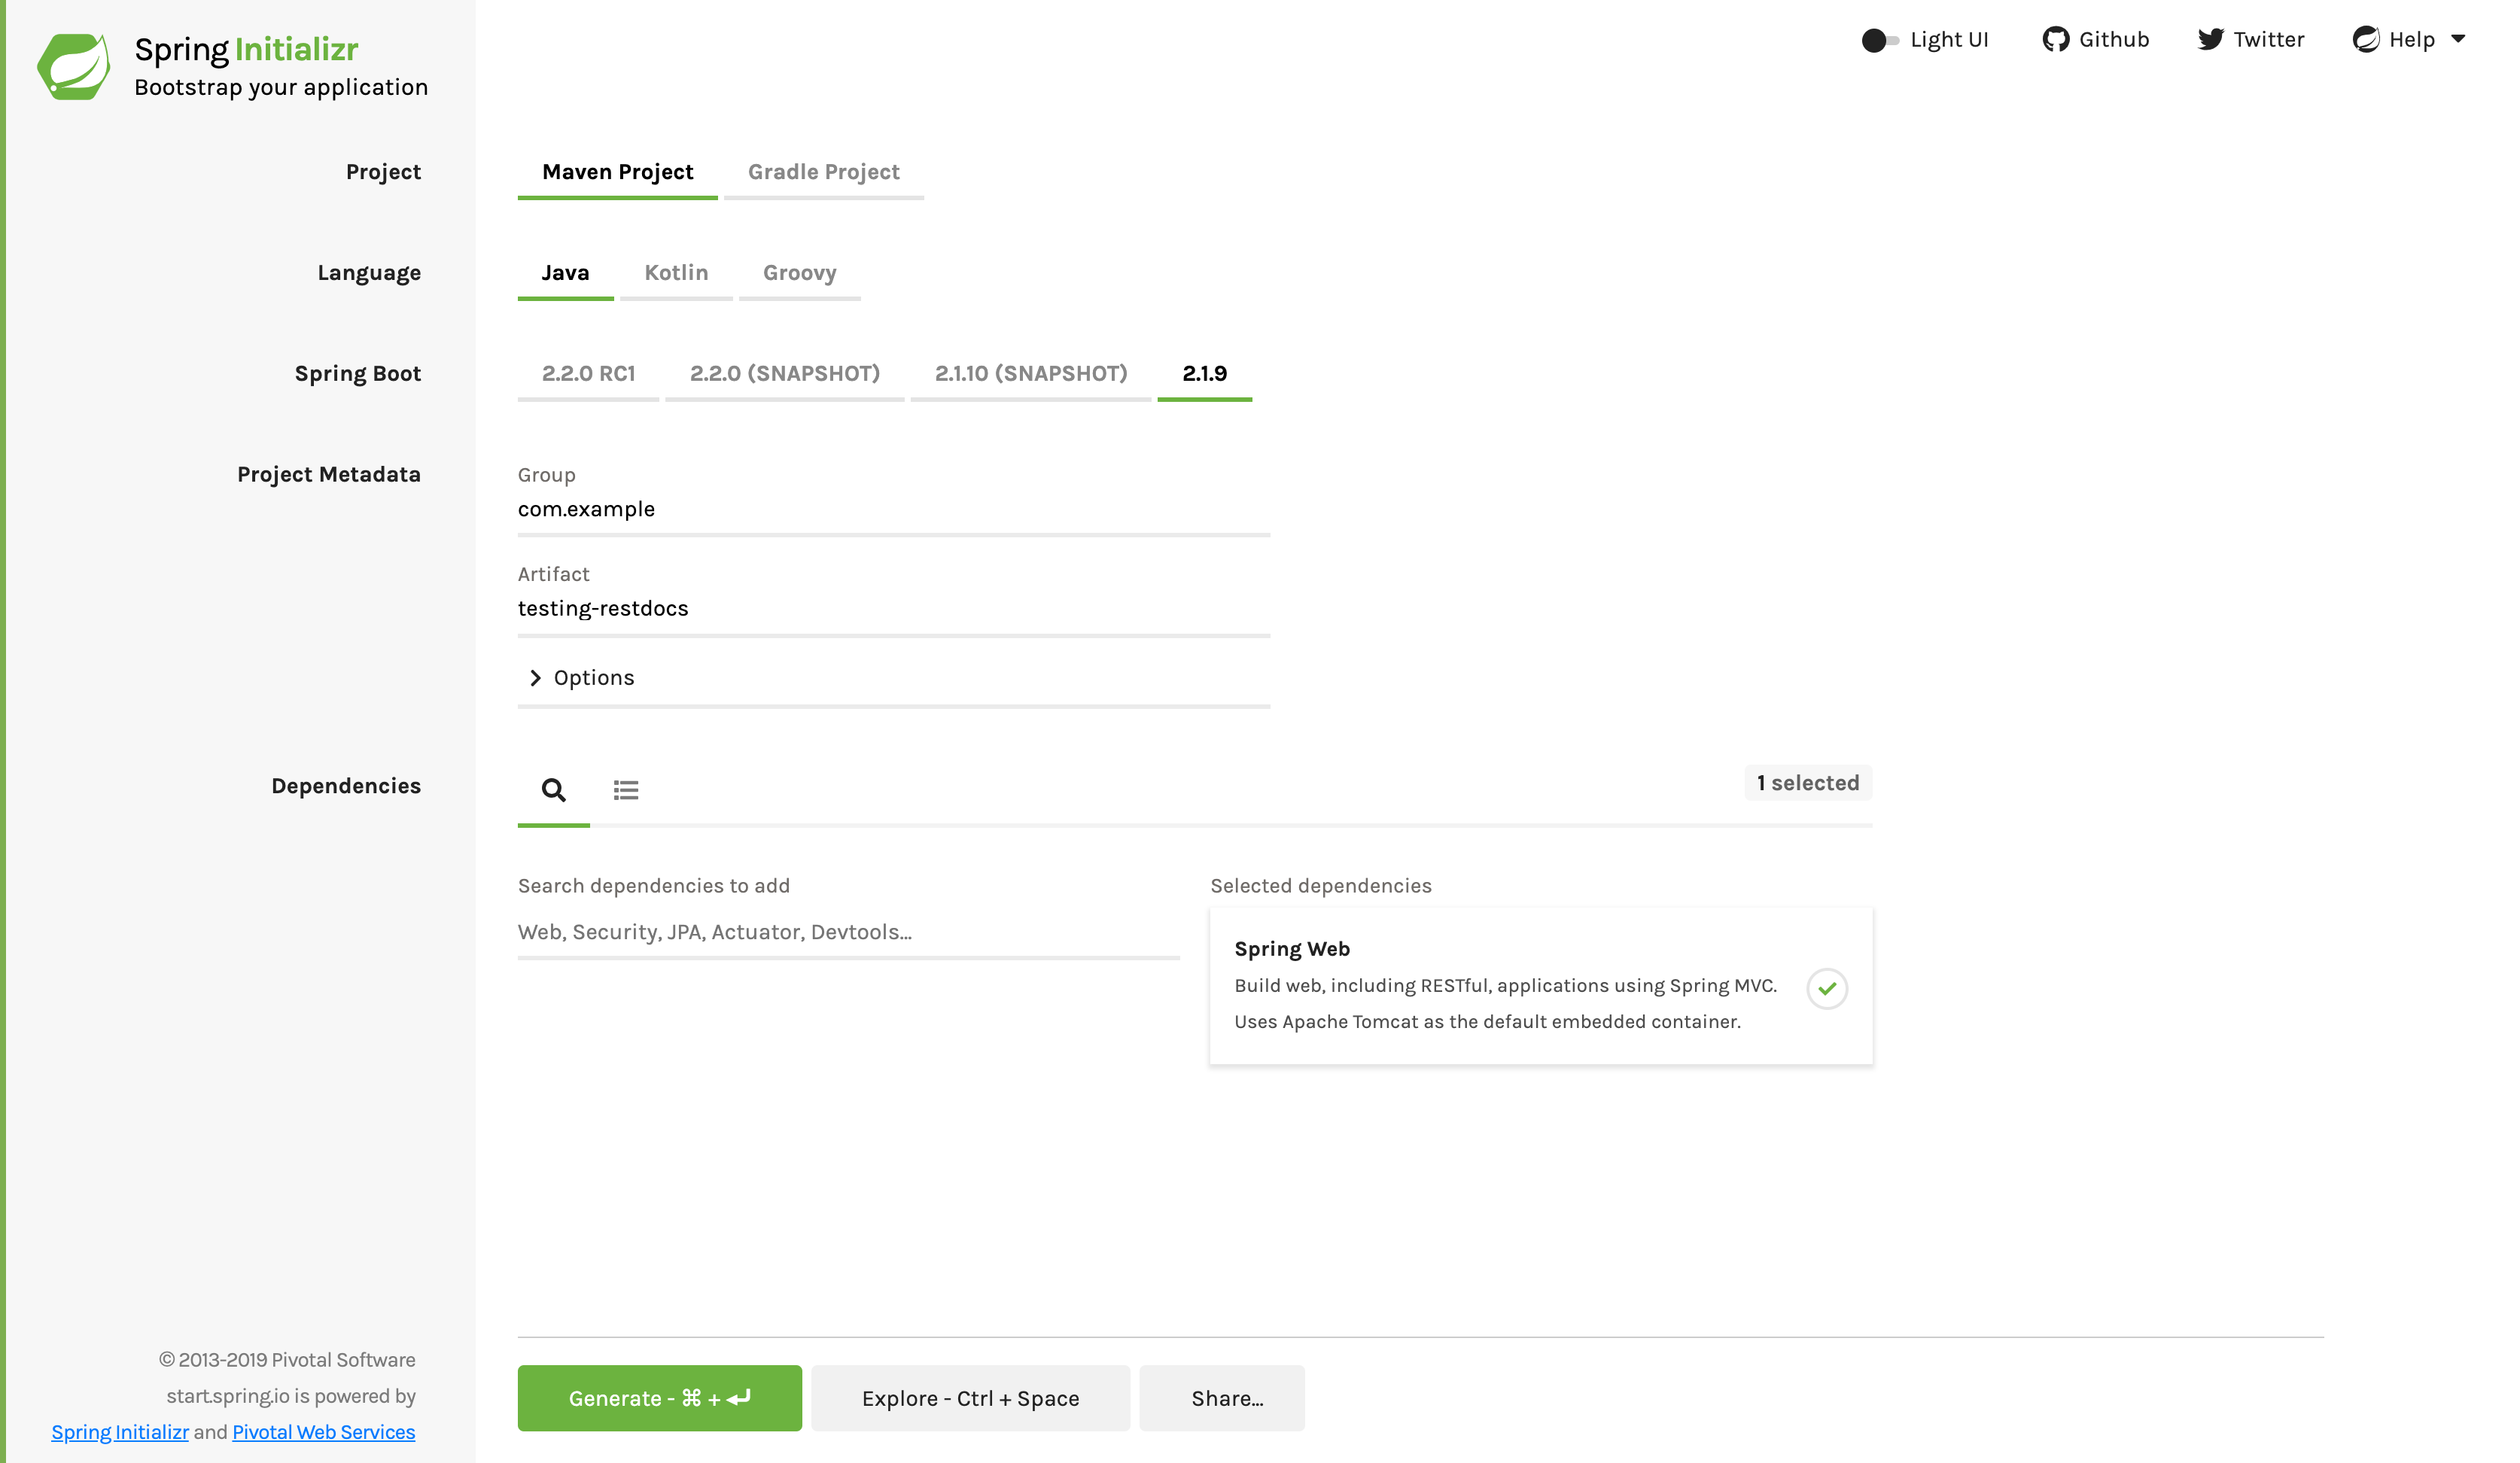 Spring Initializr
Bootstrap your application
Light UI
Github
Twitter
Help
Project
Maven Project
Gradle Project
Language
Java
Kotlin
Groovy
Spring Boot
2.2.0 RC1
2.2.0 (SNAPSHOT)
2.1.10 (SNAPSHOT)
2.1.9
Project Metadata
Group
com.example
Artifact
testing-restdocs
Options
Dependencies
1 selected
Search dependencies to add
Web, Security, JPA, Actuator, Devtools...
Selected dependencies
Spring Web
Build web, including RESTful, applications using Spring MVC.
Uses Apache Tomcat as the default embedded container.
© 2013-2019 Pivotal Software
start.spring.io is powered by
Spring Initializr and Pivotal Web Services
Generate - ⌘ + ↵
Explore - Ctrl + Space
Share...